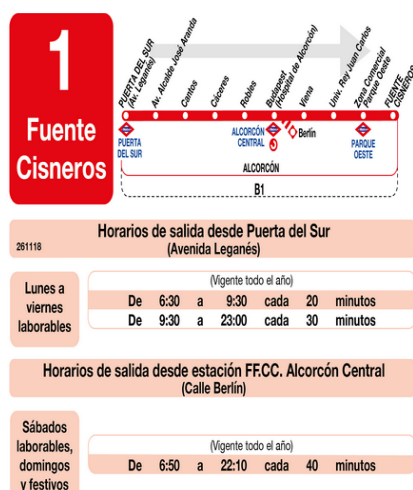 1
Fuente
Cisneros
PUERTA DEL SUR
(Av. Leganés)
Av. Alcalde José Aranda
Cantos
Cáceres
Robles
Budapest
(Hospital de Alcorcón)
Viena
Univ. Rey Juan Carlos
Zona Comercial
Parque Oeste
FUENTE
CISNEROS
PUERTA
DEL SUR
ALCORCÓN
CENTRAL
Berlín
PARQUE
OESTE
ALCORCÓN
B1
Horarios de salida desde Puerta del Sur
(Avenida Leganés)
261118
Lunes a
viernes
laborables
(Vigente todo el año)
De 6:30 a 9:30 cada 20 minutos
De 9:30 a 23:00 cada 30 minutos
Horarios de salida desde estación FF.CC. Alcorcón Central
(Calle Berlín)
Sábados
laborables,
domingos
y festivos
(Vigente todo el año)
De 6:50 a 22:10 cada 40 minutos